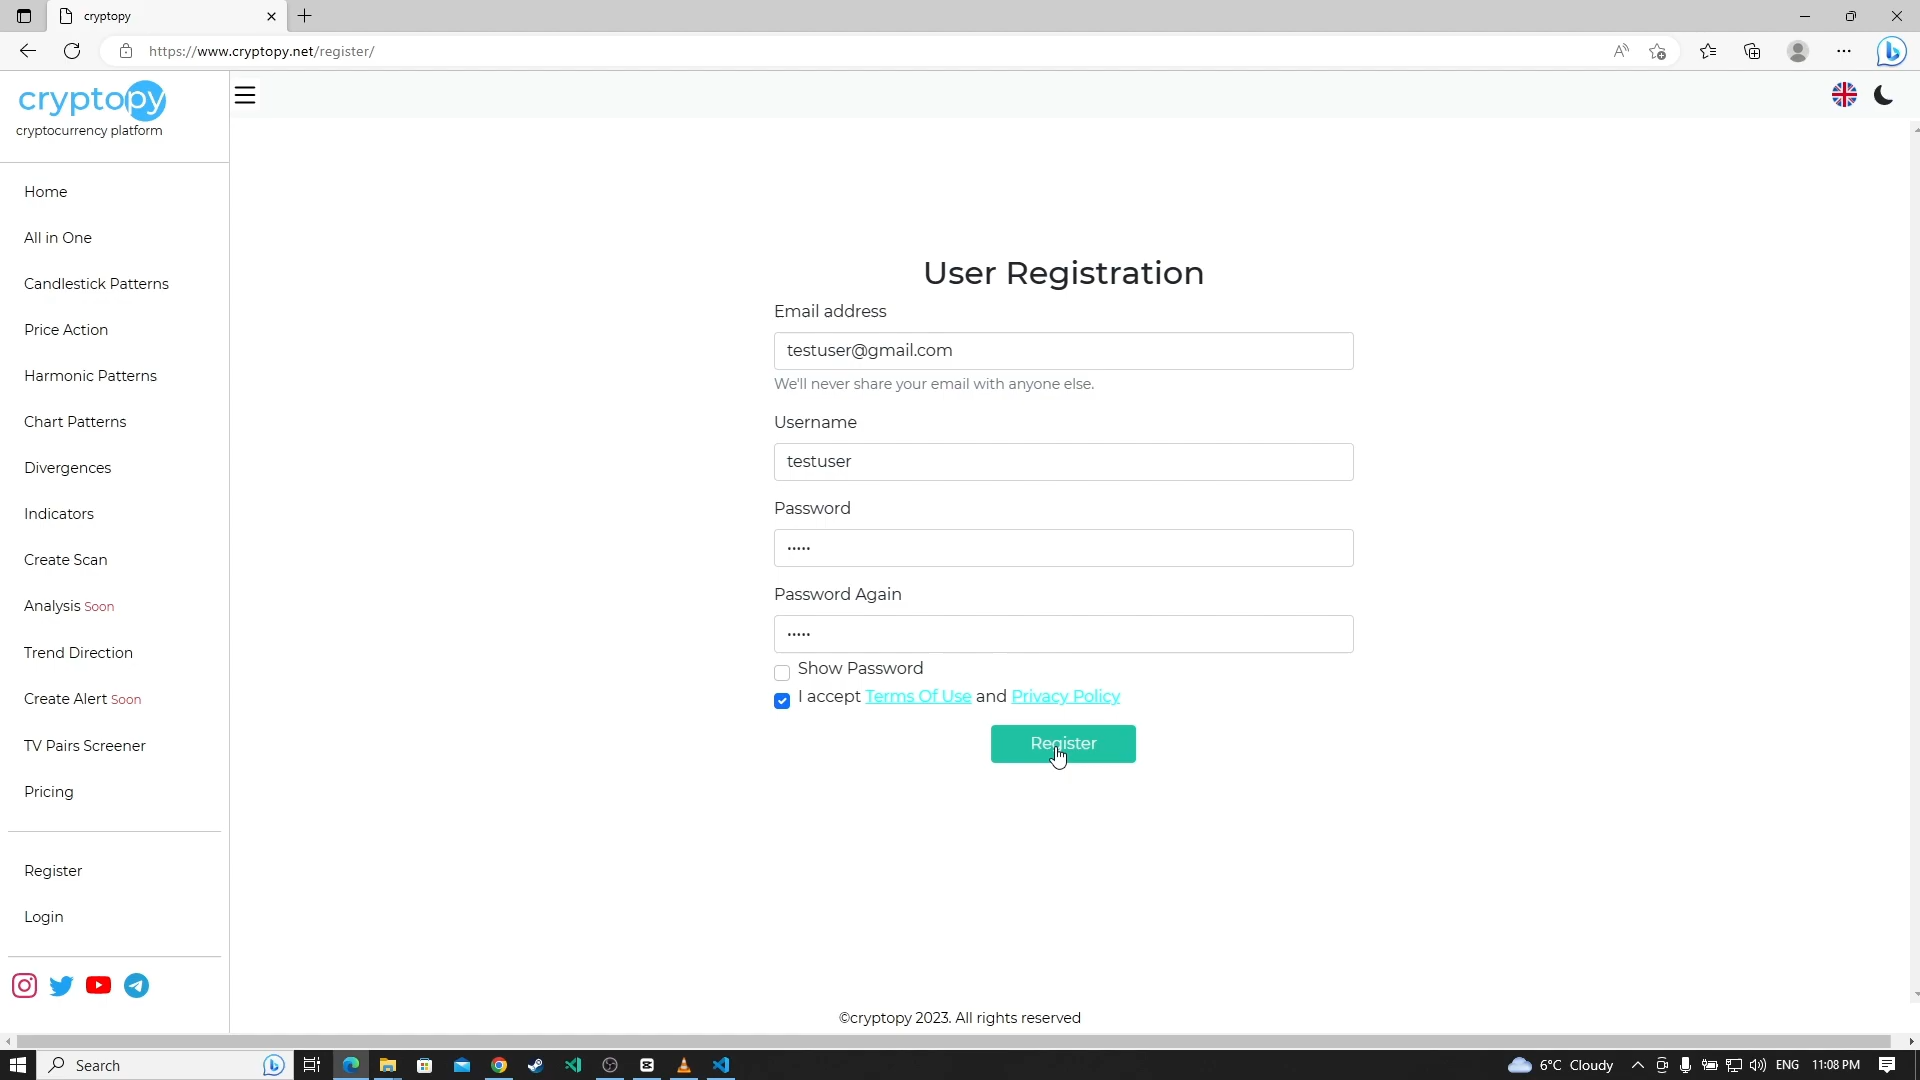 cryptopy
https://www.cryptopy.net/register/
cryptopy
cryptocurrency platform
Home
All in One
Candlestick Patterns
Price Action
Harmonic Patterns
Chart Patterns
Divergences
Indicators
Create Scan
Analysis Soon
Trend Direction
Create Alert Soon
TV Pairs Screener
Pricing
Register
Login
User Registration
Email address
testuser@gmail.com
We'll never share your email with anyone else.
Username
testuser
Password
•••••
Password Again
•••••
Show Password
I accept Terms Of Use and Privacy Policy
Register
©cryptopy 2023. All rights reserved
Search
6°C Cloudy
ENG
11:08 PM